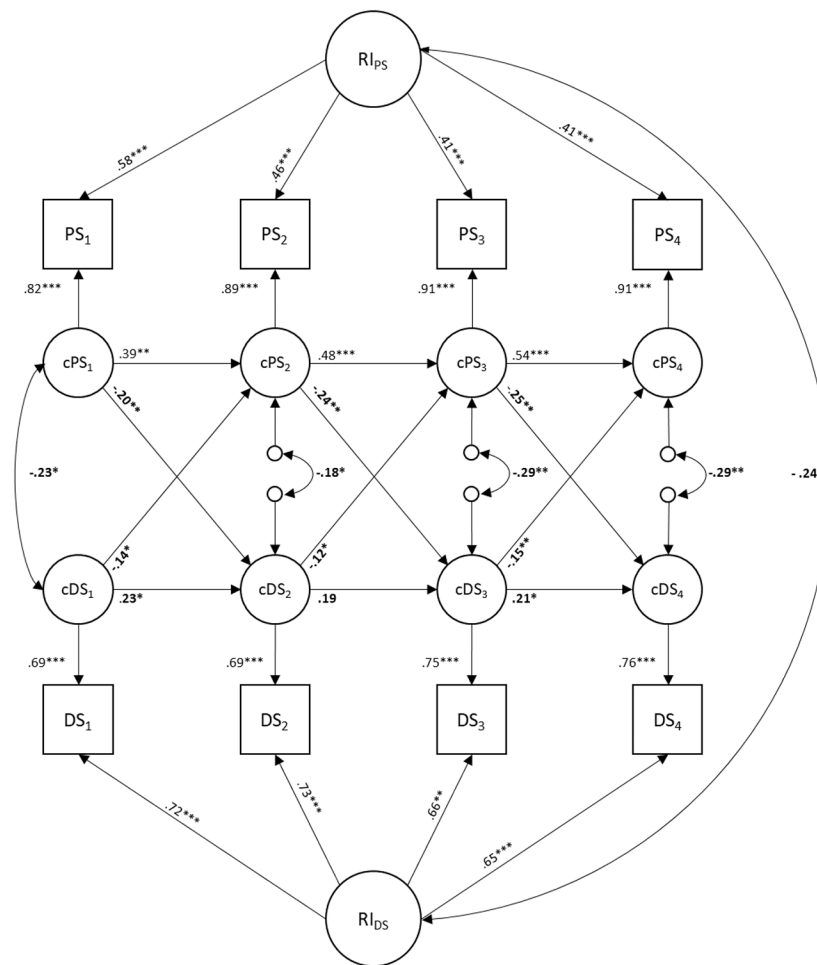 RI_PS
.58***
.46***
.41***
.41***
PS_1
PS_2
PS_3
PS_4
.82***
.89***
.91***
.91***
cPS_1
.39**
cPS_2
.48***
cPS_3
.54***
cPS_4
-.20**
-.24**
-.25**
-.23*
-.18*
-.29**
-.29**
- .24
-.14*
-.12*
-.15**
cDS_1
.23*
cDS_2
.19
cDS_3
.21*
cDS_4
.69***
.69***
.75***
.76***
DS_1
DS_2
DS_3
DS_4
.72***
.73***
.66**
.65***
RI_DS